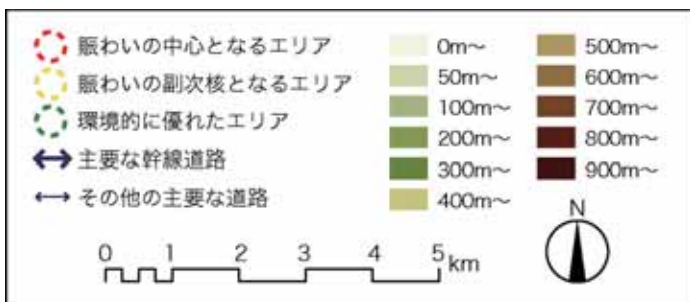 賑わいの中心となるエリア
賑わいの副次核となるエリア
環境的に優れたエリア
主要な幹線道路
その他の主要な道路
0m〜
50m〜
100m〜
200m〜
300m〜
400m〜
500m〜
600m〜
700m〜
800m〜
900m〜
0 1 2 3 4 5 km
N